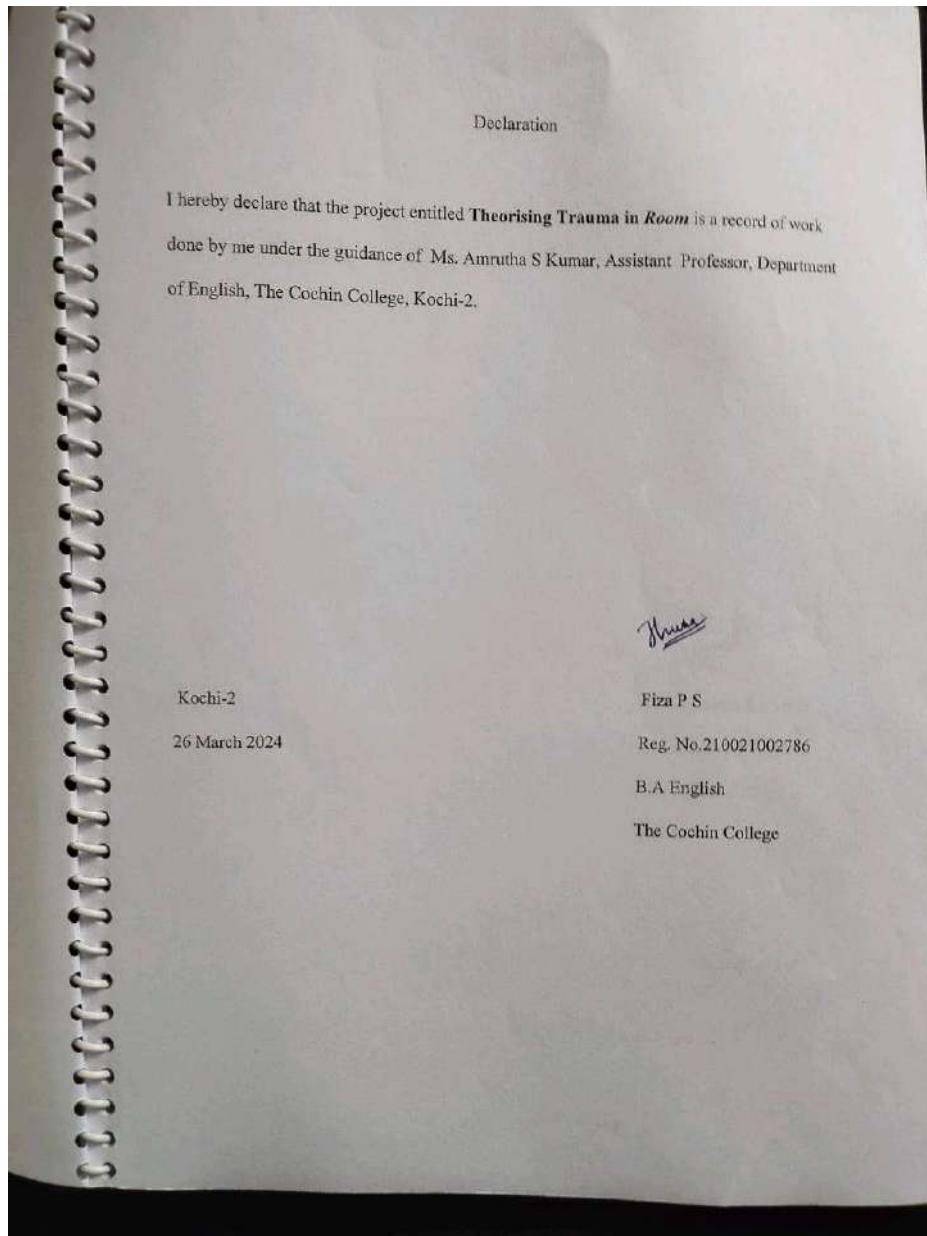 Declaration
I hereby declare that the project entitled Theorising Trauma in Room is a record of work
done by me under the guidance of Ms. Amrutha S Kumar, Assistant Professor, Department
of English, The Cochin College, Kochi-2.
Kochi-2
Fiza P S
26 March 2024
Reg. No.210021002786
B.A English
The Cochin College